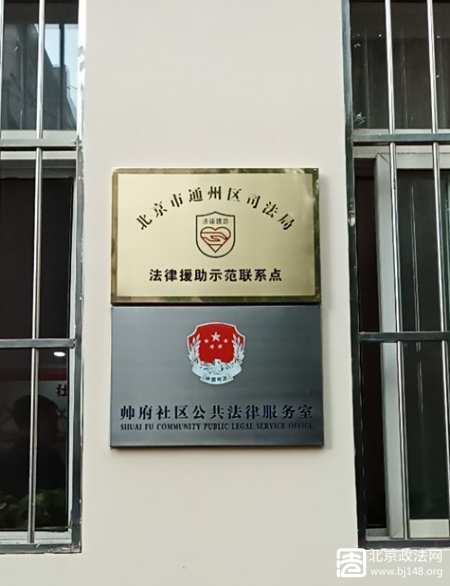 北京市通州区司法局
法律援助
法律援助示范联系点
中国司法
帅府社区公共法律服务室
SHUAI FU COMMUNITY PUBLIC LEGAL SERVICE OFFICE
社
北京政法网
www.bj148.org